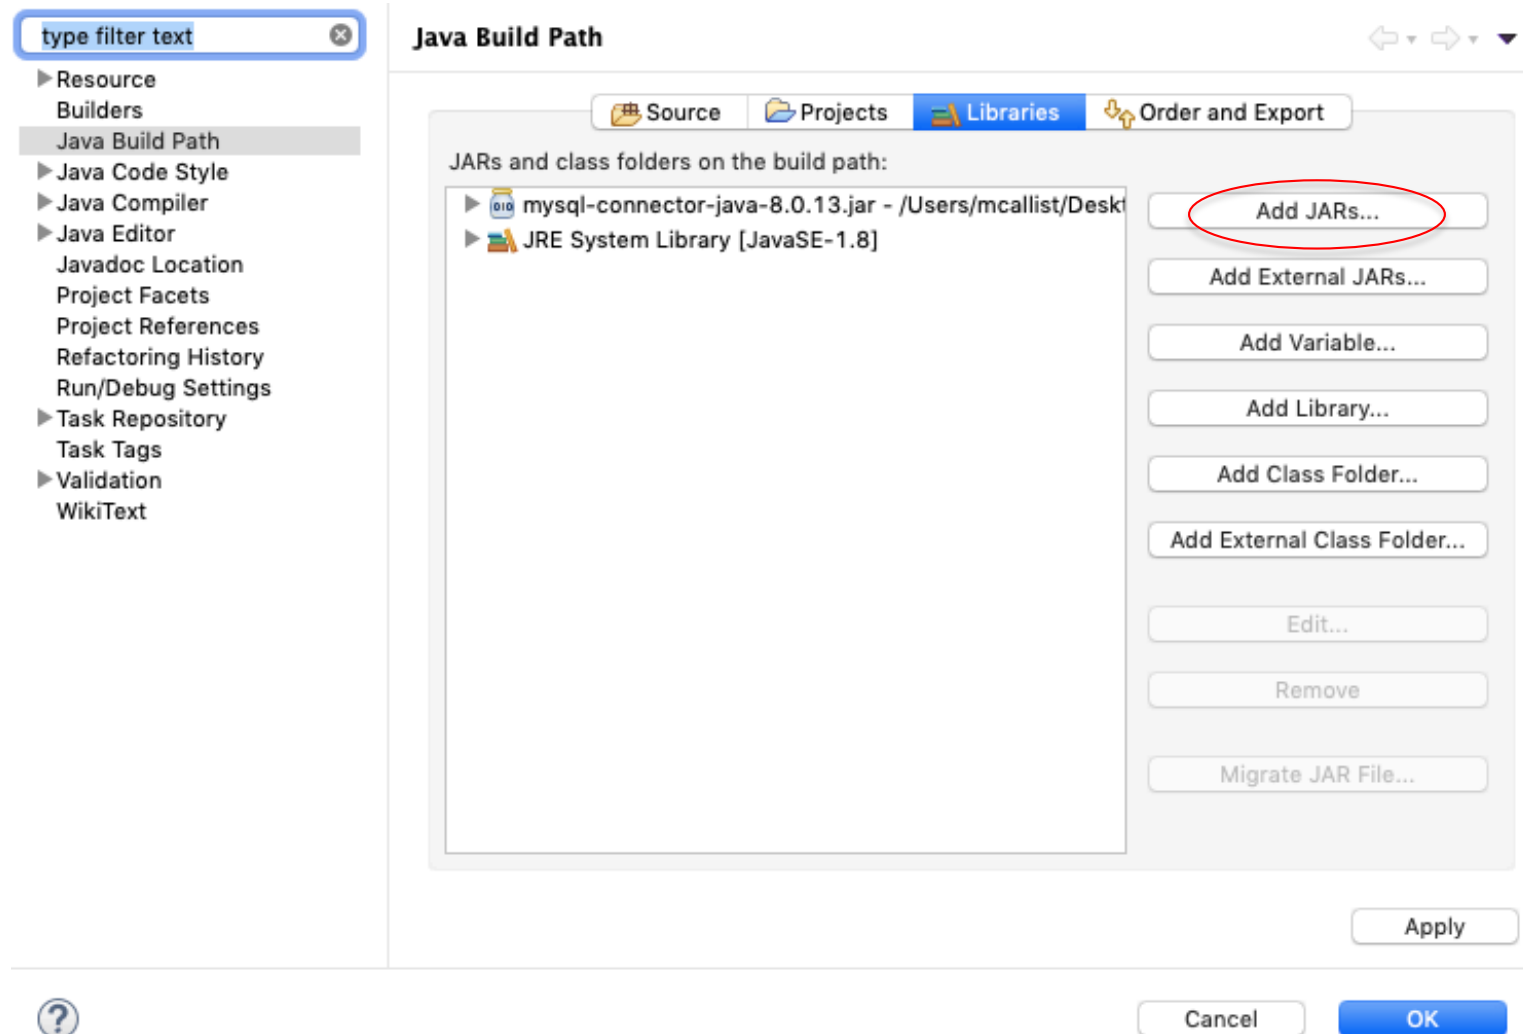 type filter text
Resource
Builders
Java Build Path
Java Code Style
Java Compiler
Java Editor
Javadoc Location
Project Facets
Project References
Refactoring History
Run/Debug Settings
Task Repository
Task Tags
Validation
WikiText
Java Build Path
Source Projects Libraries Order and Export
JARs and class folders on the build path:
mysql-connector-java-8.0.13.jar - /Users/mcallist/Deskt
JRE System Library [JavaSE-1.8]
Add JARs...
Add External JARs...
Add Variable...
Add Library...
Add Class Folder...
Add External Class Folder...
Edit...
Remove
Migrate JAR File...
Apply
?
Cancel OK